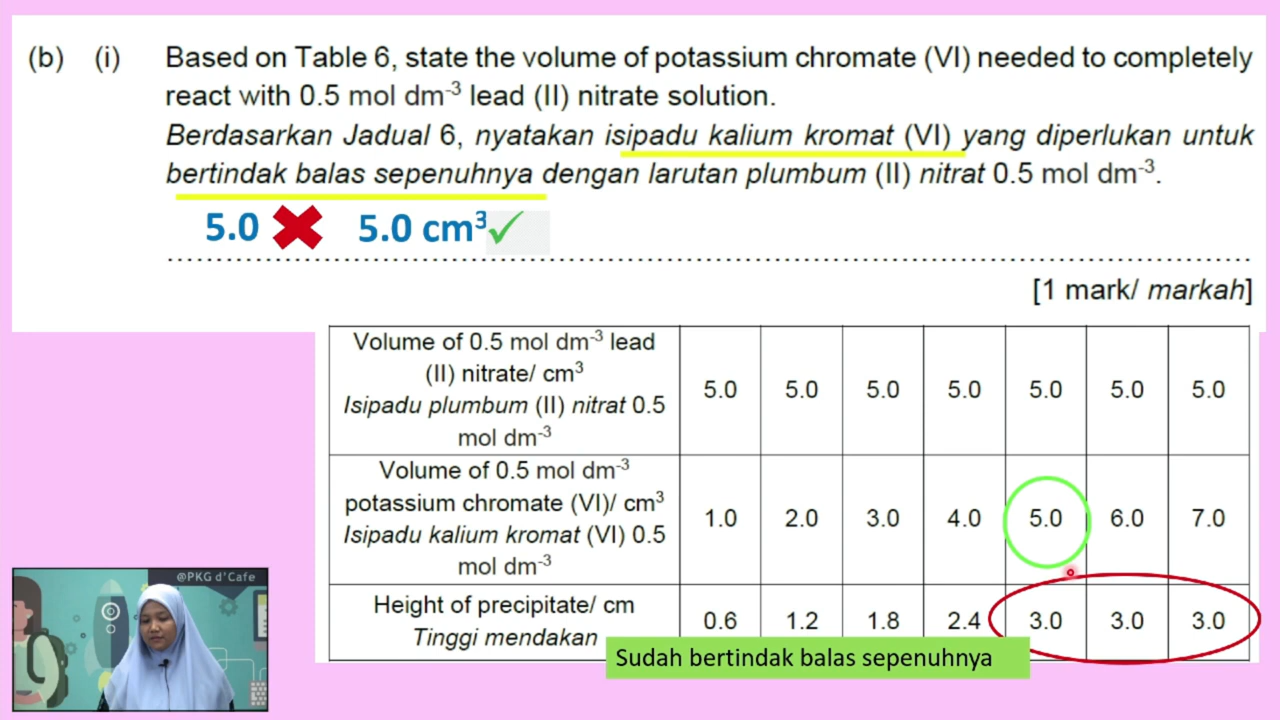 (b) (i) Based on Table 6, state the volume of potassium chromate (VI) needed to completely
react with 0.5 mol dm⁻³ lead (II) nitrate solution.
Berdasarkan Jadual 6, nyatakan isipadu kalium kromat (VI) yang diperlukan untuk
bertindak balas sepenuhnya dengan larutan plumbum (II) nitrat 0.5 mol dm⁻³.
5.0 ✖ 5.0 cm³ ✓
[1 mark/ markah]
Volume of 0.5 mol dm⁻³ lead
(II) nitrate/ cm³
Isipadu plumbum (II) nitrat 0.5
mol dm⁻³
5.0 5.0 5.0 5.0 5.0 5.0 5.0
Volume of 0.5 mol dm⁻³
potassium chromate (VI)/ cm³
Isipadu kalium kromat (VI) 0.5
mol dm⁻³
1.0 2.0 3.0 4.0 5.0 6.0 7.0
Height of precipitate/ cm
Tinggi mendakan
0.6 1.2 1.8 2.4 3.0 3.0 3.0
Sudah bertindak balas sepenuhnya
@PKG d'Cafe